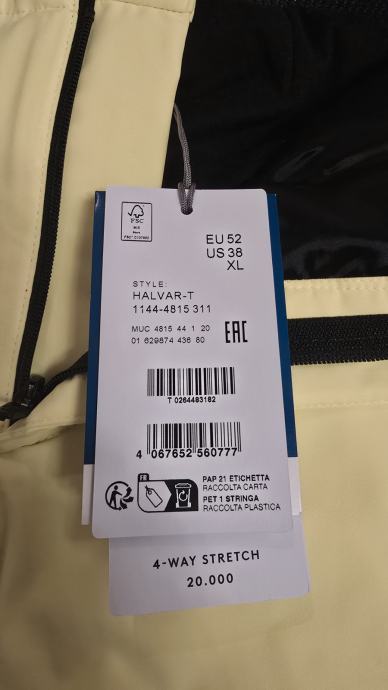 FSC
EU 52
US 38
XL
STYLE:
HALVAR-T
1144-4815 311
MUC 4815 44 1 20
01 629874 436 80
EAC
T 0264483182
4 067652 560777
FR
PAP 21 ETICHETTA
RACCOLTA CARTA
PET 1 STRINGA
RACCOLTA PLASTICA
4-WAY STRETCH
20.000